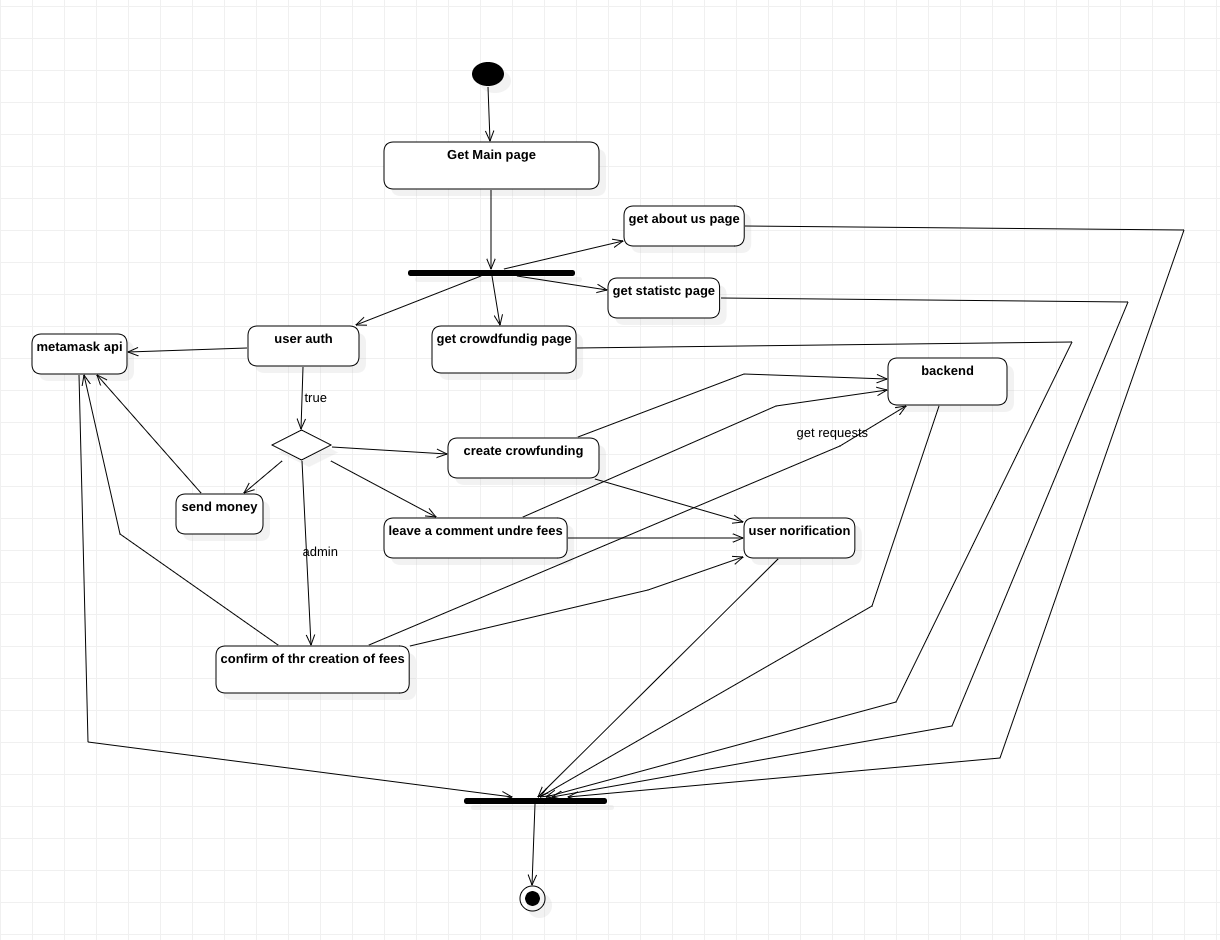 Get Main page
get about us page
get statistc page
user auth
get crowdfundig page
metamask api
backend
true
get requests
create crowfunding
send money
leave a comment undre fees
user norification
admin
confirm of thr creation of fees